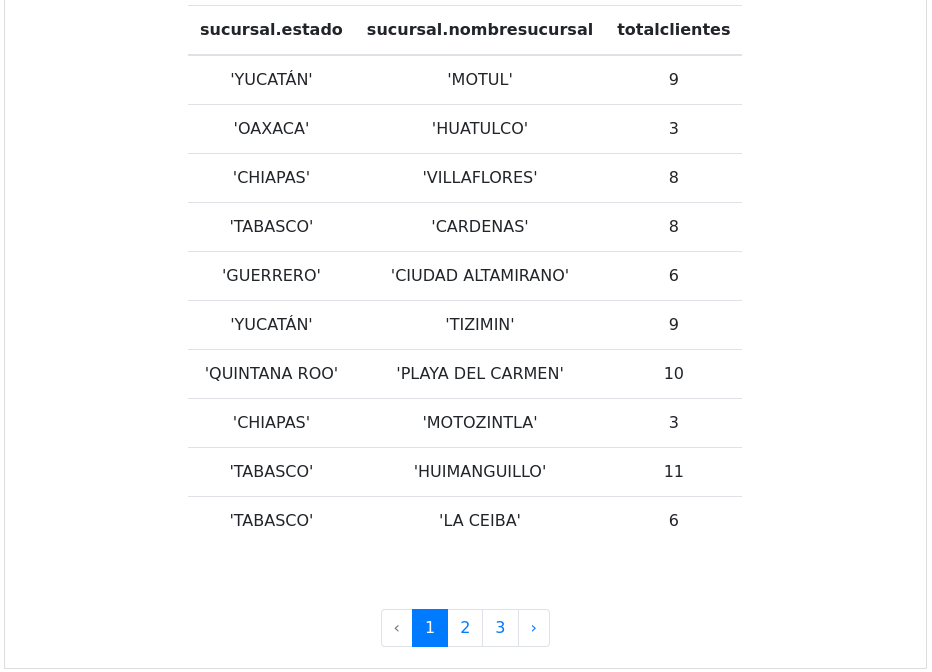 sucursal.estado sucursal.nombresucursal totalclientes
'YUCATÁN' 'MOTUL' 9
'OAXACA' 'HUATULCO' 3
'CHIAPAS' 'VILLAFLORES' 8
'TABASCO' 'CARDENAS' 8
'GUERRERO' 'CIUDAD ALTAMIRANO' 6
'YUCATÁN' 'TIZIMIN' 9
'QUINTANA ROO' 'PLAYA DEL CARMEN' 10
'CHIAPAS' 'MOTOZINTLA' 3
'TABASCO' 'HUIMANGUILLO' 11
'TABASCO' 'LA CEIBA' 6
‹ 1 2 3 ›